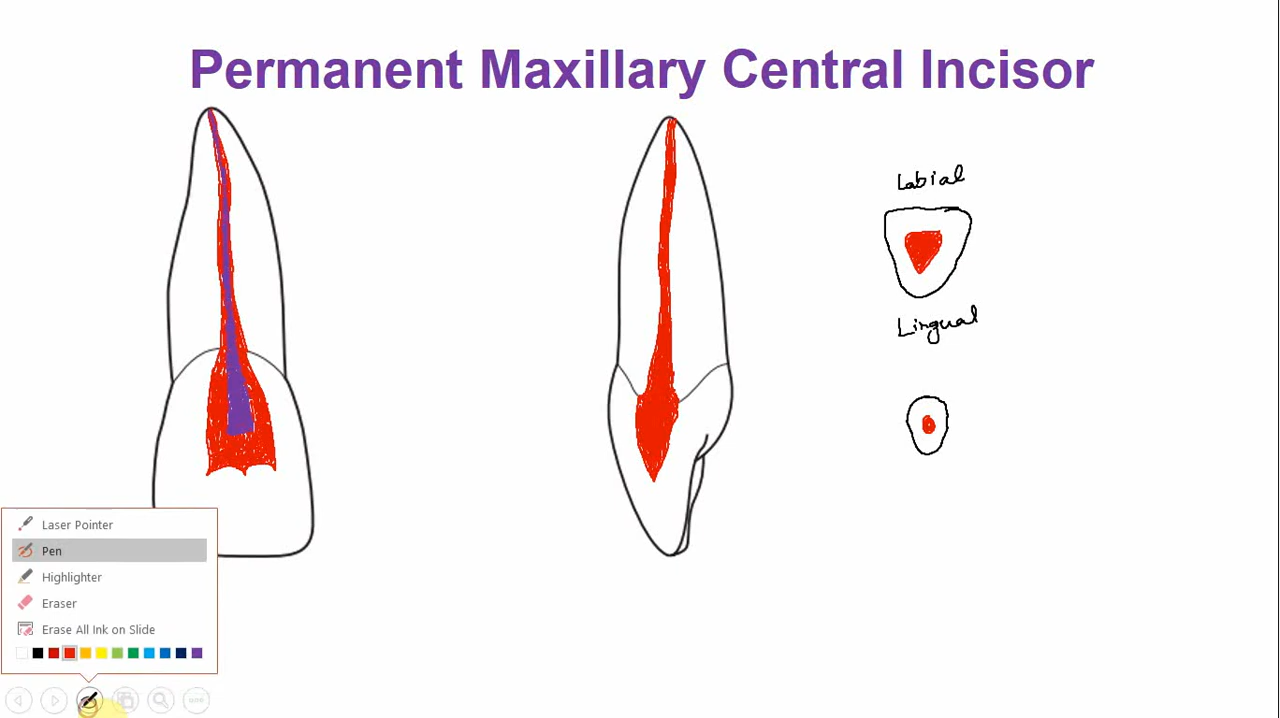 Permanent Maxillary Central Incisor
Labial
Lingual
Laser Pointer
Pen
Highlighter
Eraser
Erase All Ink on Slide